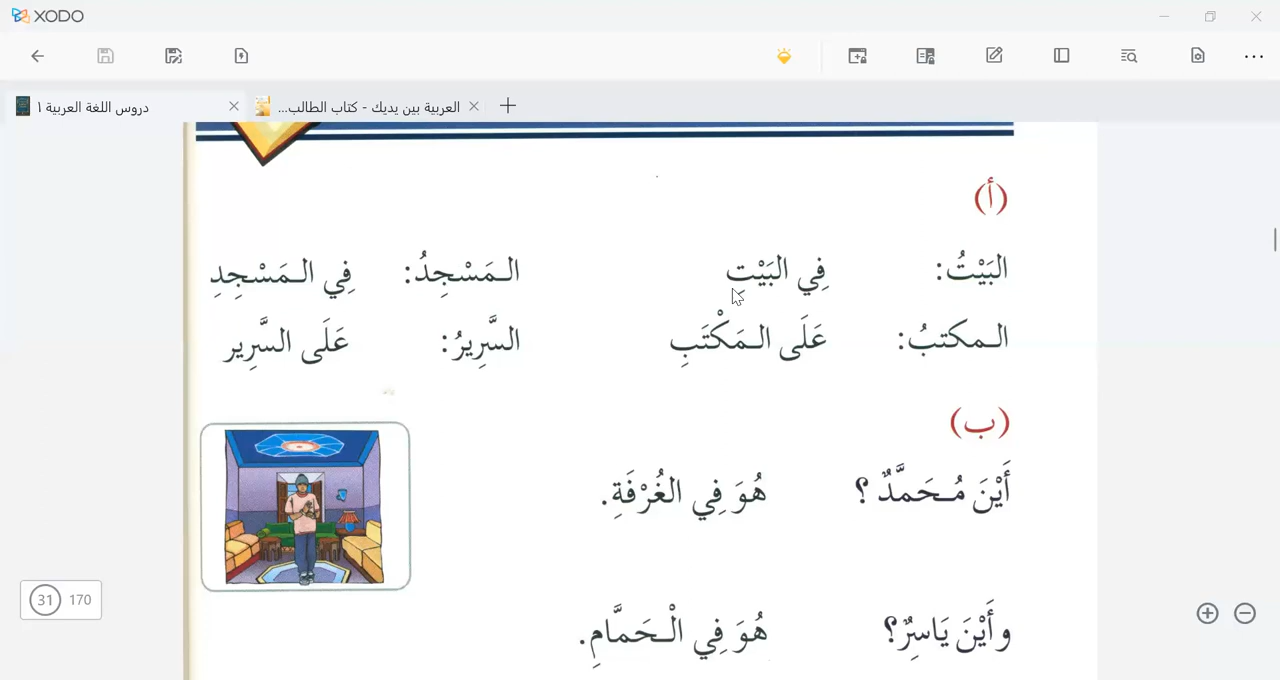 XODO
دروس اللغة العربية ١
العربية بين يديك - كتاب الطالب...
(أ)
البَيْتُ: فِي البَيْتِ المَسْجِدُ: فِي المَسْجِدِ
المكتبُ: عَلَى المَكْتَبِ السَّرِيرُ: عَلَى السَّرِير
(ب)
أَيْنَ مُحَمَّدٌ ؟ هُوَ فِي الغُرْفَةِ.
وأَيْنَ يَاسِرٌ؟ هُوَ فِي الْحَمَّامِ.
31 170